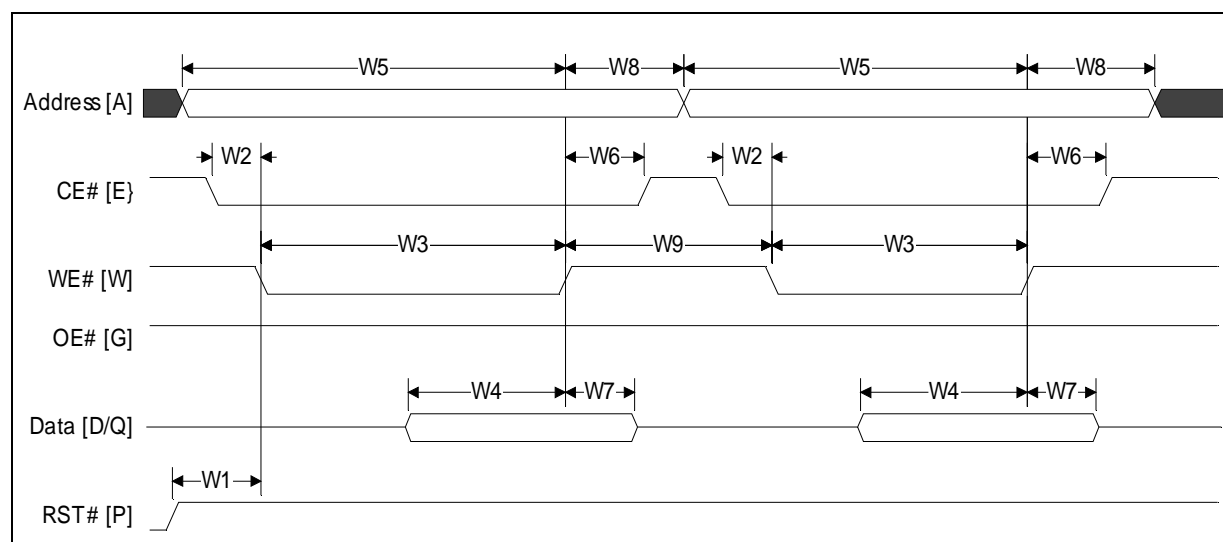 W5 W8 W5 W8
Address [A]
W2 W6 W2 W6
CE# [E}
W3 W9 W3
WE# [W]
OE# [G]
W4 W7 W4 W7
Data [D/Q]
W1
RST# [P]